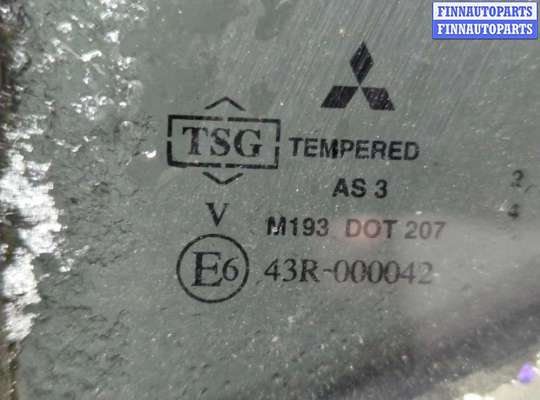 FINNAUTOPARTS
FINNAUTOPARTS
TSG TEMPERED
AS 3
V M193 DOT 207
E6 43R-000042
2
4